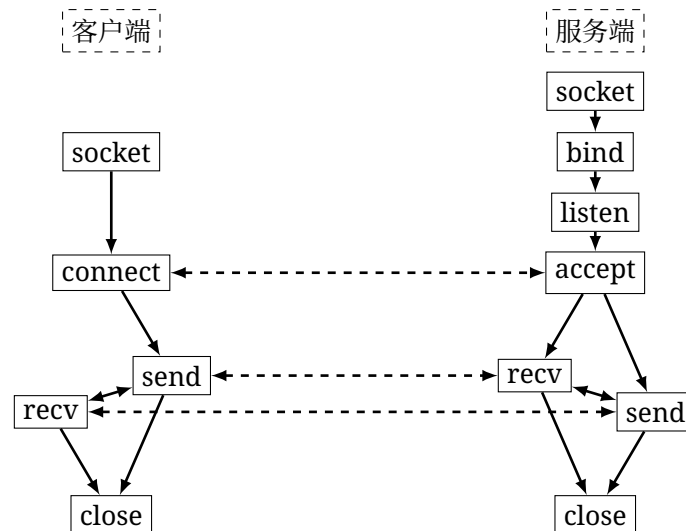 客户端
服务端
socket
socket
bind
listen
connect
accept
send
recv
recv
send
close
close